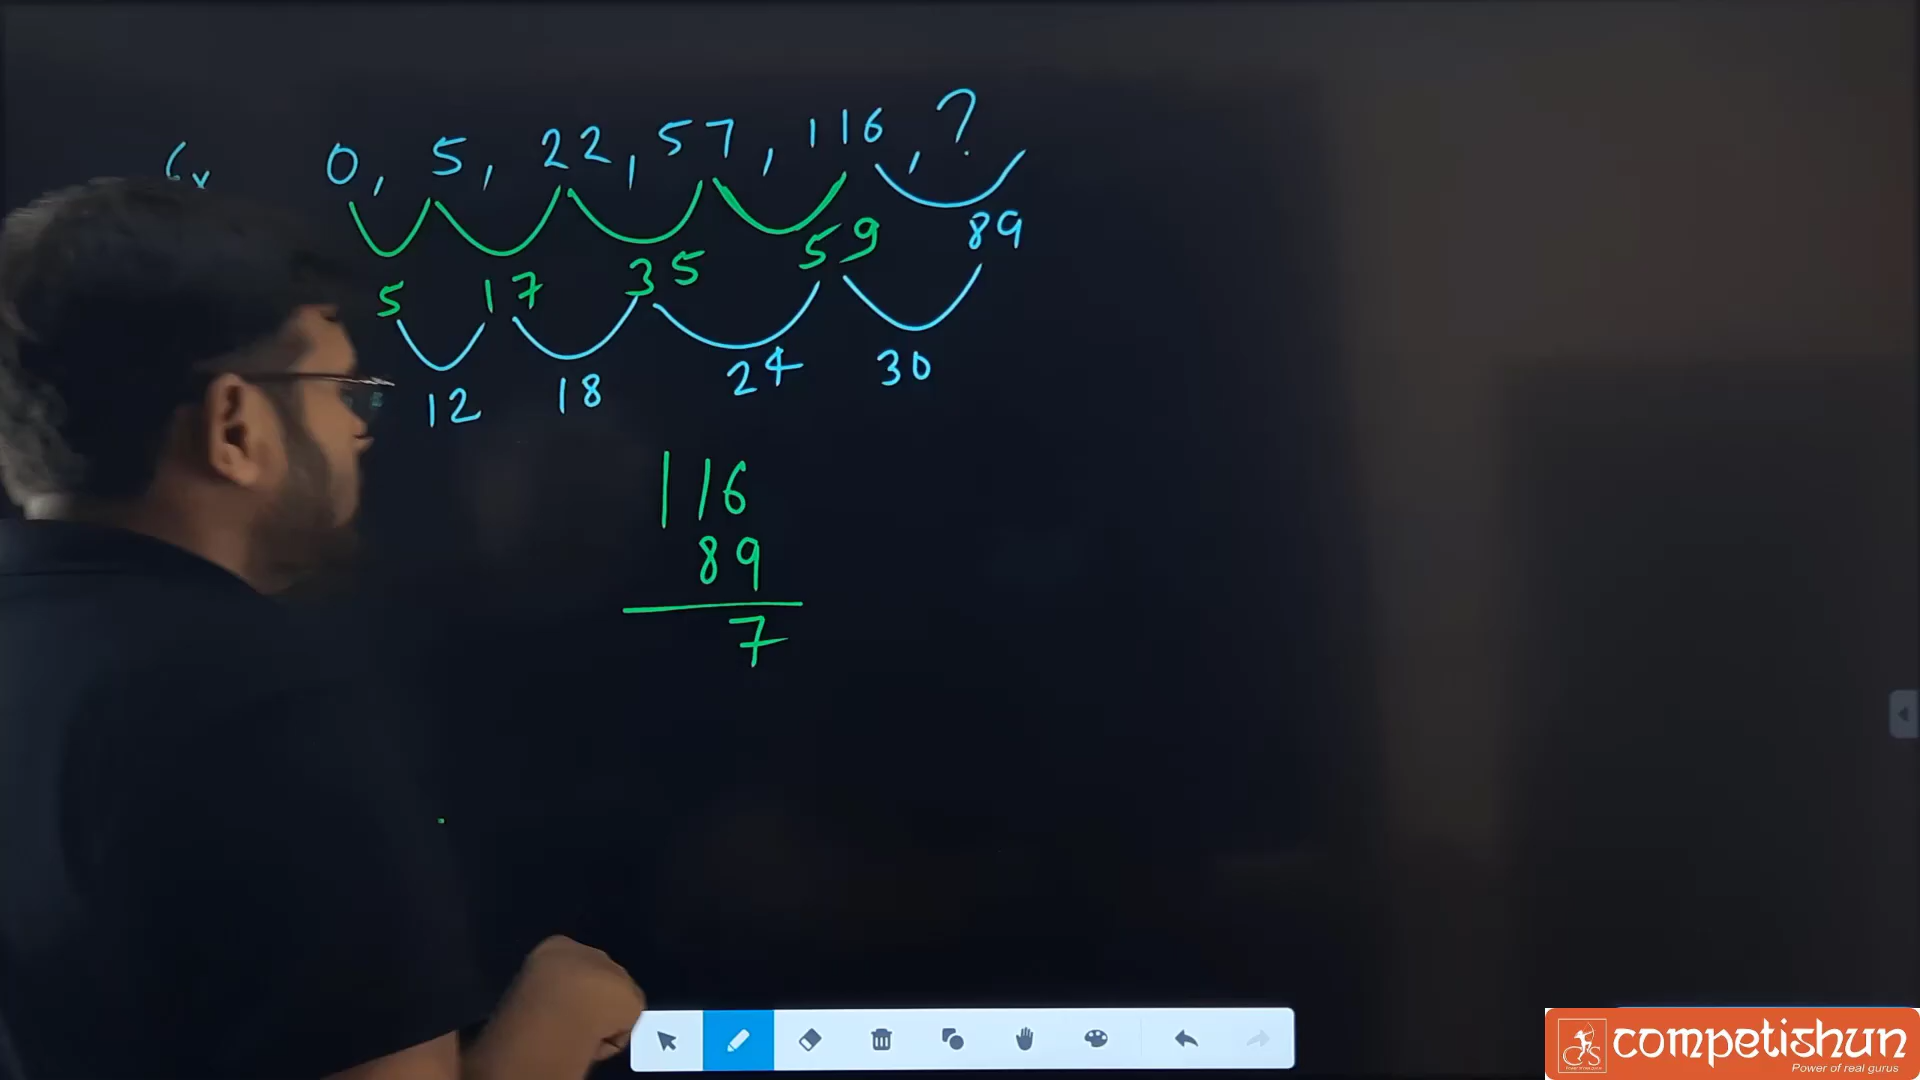 0, 5, 22, 57, 116, ?
5 17 35 59 89
12 18 24 30
116
89
7
competishun
Power of real gurus